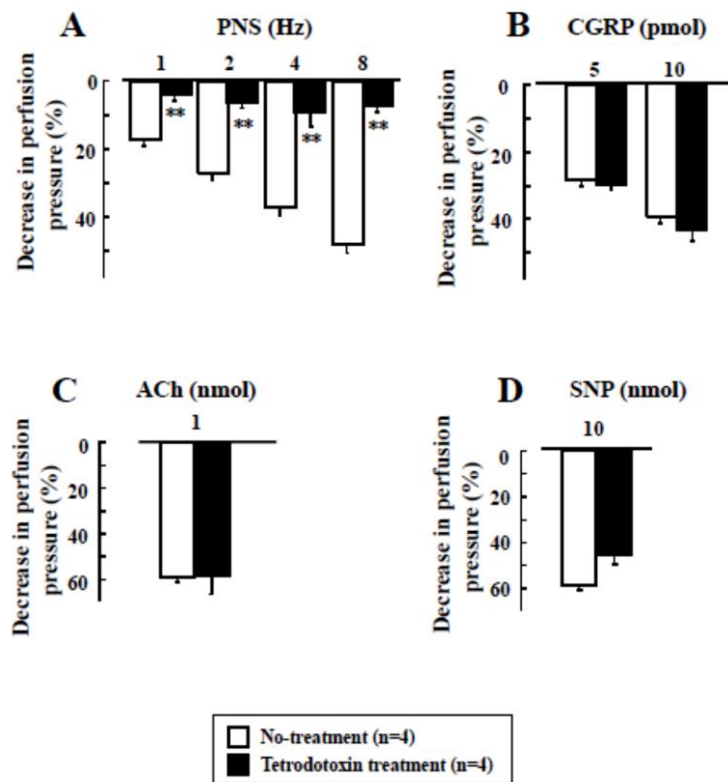 A
PNS (Hz)
1 2 4 8
0
20
40
Decrease in perfusion
pressure (%)
** ** ** **
B
CGRP (pmol)
5 10
0
20
40
Decrease in perfusion
pressure (%)
C
ACh (nmol)
1
0
20
40
60
Decrease in perfusion
pressure (%)
D
SNP (nmol)
10
0
20
40
60
Decrease in perfusion
pressure (%)
No-treatment (n=4)
Tetrodotoxin treatment (n=4)